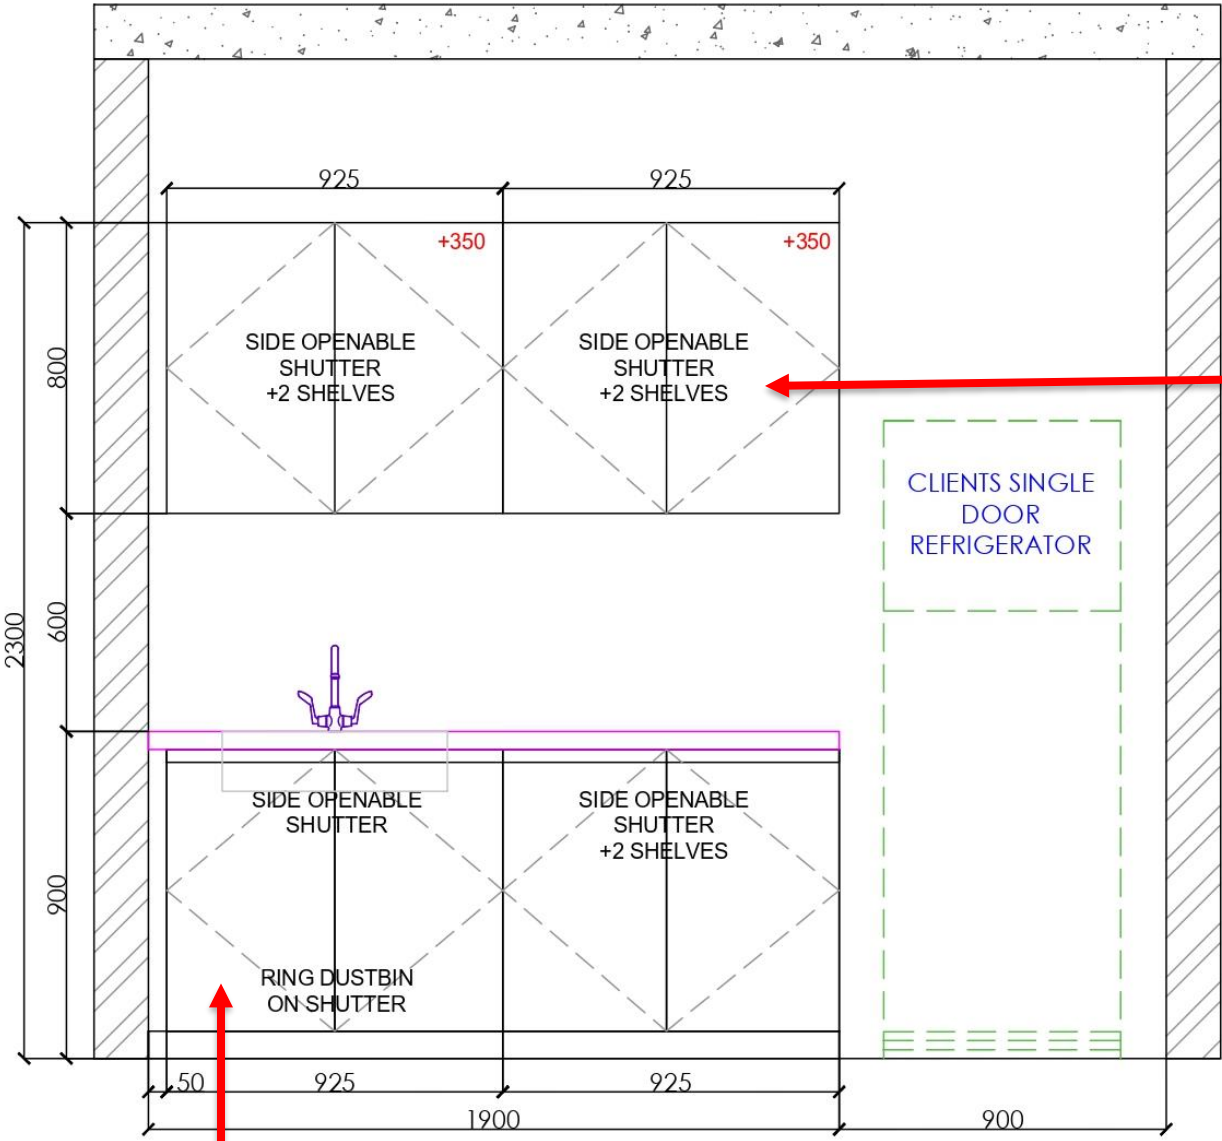 925
925
+350
+350
SIDE OPENABLE
SHUTTER
+2 SHELVES
SIDE OPENABLE
SHUTTER
+2 SHELVES
800
CLIENTS SINGLE
DOOR
REFRIGERATOR
600
2300
SIDE OPENABLE
SHUTTER
SIDE OPENABLE
SHUTTER
+2 SHELVES
900
RING DUSTBIN
ON SHUTTER
50
925
925
1900
900